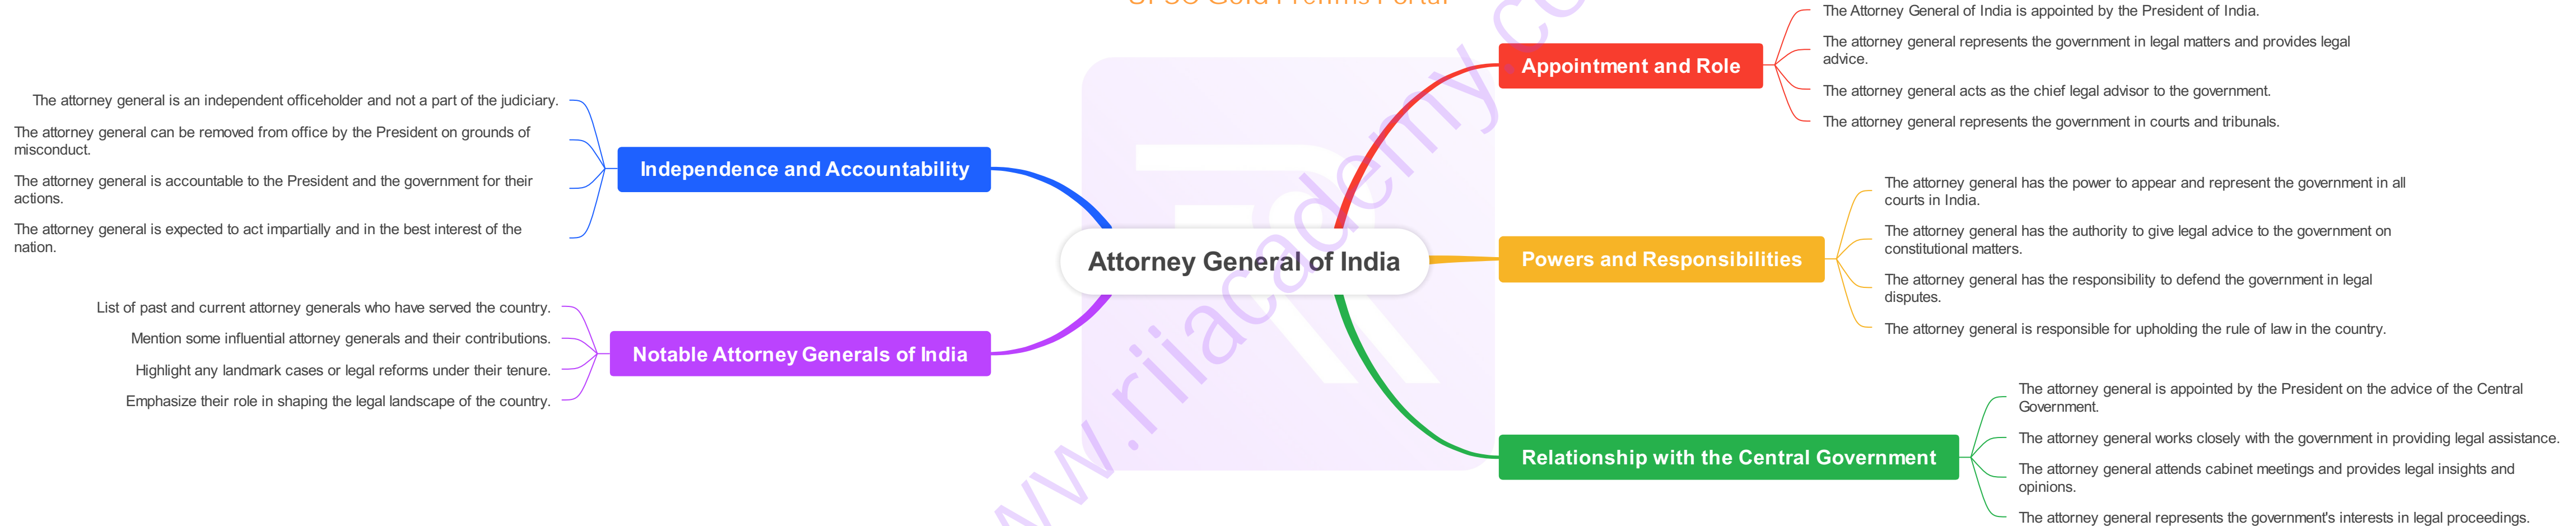 Attorney General of India
Appointment and Role
The Attorney General of India is appointed by the President of India.
The attorney general represents the government in legal matters and provides legal
advice.
The attorney general acts as the chief legal advisor to the government.
The attorney general represents the government in courts and tribunals.
Powers and Responsibilities
The attorney general has the power to appear and represent the government in all
courts in India.
The attorney general has the authority to give legal advice to the government on
constitutional matters.
The attorney general has the responsibility to defend the government in legal
disputes.
The attorney general is responsible for upholding the rule of law in the country.
Relationship with the Central Government
The attorney general is appointed by the President on the advice of the Central
Government.
The attorney general works closely with the government in providing legal assistance.
The attorney general attends cabinet meetings and provides legal insights and
opinions.
The attorney general represents the government's interests in legal proceedings.
Independence and Accountability
The attorney general is an independent officeholder and not a part of the judiciary.
The attorney general can be removed from office by the President on grounds of
misconduct.
The attorney general is accountable to the President and the government for their
actions.
The attorney general is expected to act impartially and in the best interest of the
nation.
Notable Attorney Generals of India
List of past and current attorney generals who have served the country.
Mention some influential attorney generals and their contributions.
Highlight any landmark cases or legal reforms under their tenure.
Emphasize their role in shaping the legal landscape of the country.